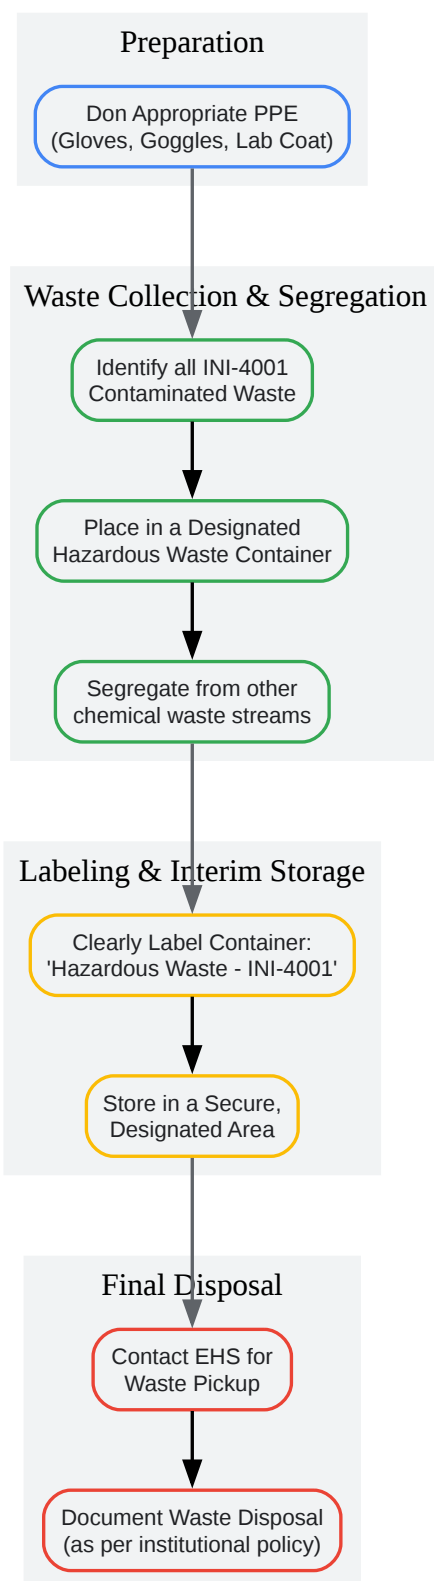 Preparation
Don Appropriate PPE
(Gloves, Goggles, Lab Coat)
Waste Collection & Segregation
Identify all INI-4001
Contaminated Waste
Place in a Designated
Hazardous Waste Container
Segregate from other
chemical waste streams
Labeling & Interim Storage
Clearly Label Container:
'Hazardous Waste - INI-4001'
Store in a Secure,
Designated Area
Final Disposal
Contact EHS for
Waste Pickup
Document Waste Disposal
(as per institutional policy)